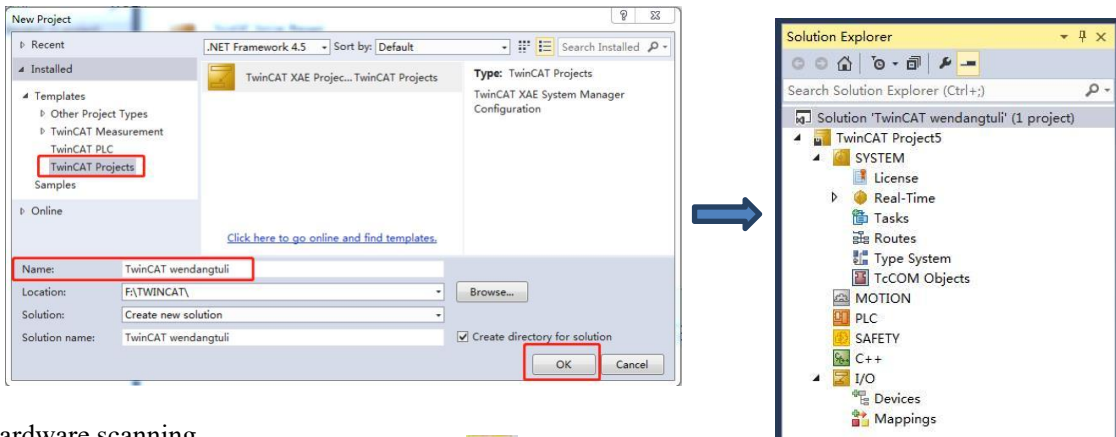 New Project
Recent
.NET Framework 4.5
Sort by: Default
Search Installed
Installed
Templates
Other Project Types
TwinCAT Measurement
TwinCAT PLC
TwinCAT Projects
Samples
Online
TwinCAT XAE Projec... TwinCAT Projects
Type: TwinCAT Projects
TwinCAT XAE System Manager
Configuration
Click here to go online and find templates.
Name: TwinCAT wendangtuli
Location: F:\TWINCAT\
Browse...
Solution: Create new solution
Solution name: TwinCAT wendangtuli
Create directory for solution
OK Cancel
Solution Explorer
Search Solution Explorer (Ctrl+;)
Solution 'TwinCAT wendangtuli' (1 project)
TwinCAT Project5
SYSTEM
License
Real-Time
Tasks
Routes
Type System
TcCOM Objects
MOTION
PLC
SAFETY
C++
I/O
Devices
Mappings
ardware scanning